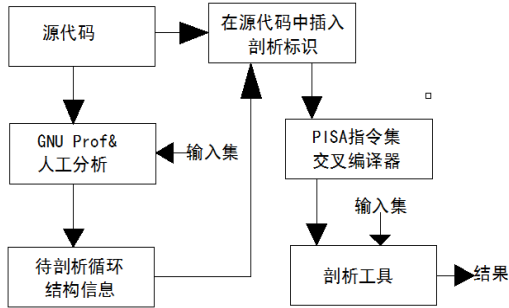 源代码
在源代码中插入
剖析标识
GNU Prof&
人工分析
输入集
PISA指令集
交叉编译器
输入集
待剖析循环
结构信息
剖析工具
结果